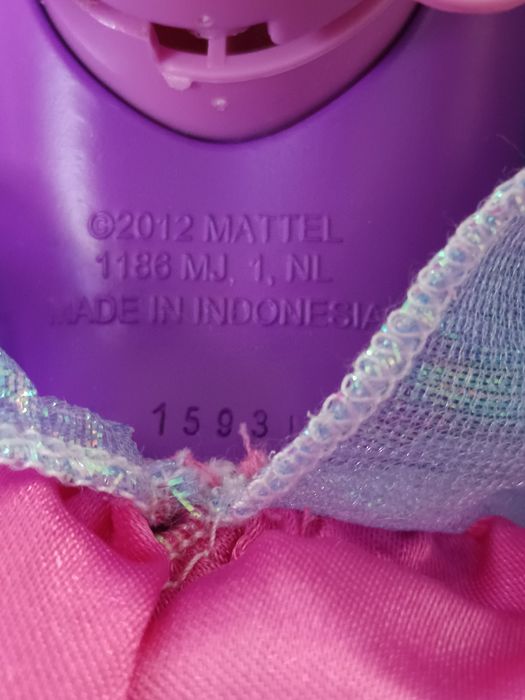 ©2012 MATTEL
1186 MJ, 1, NL
MADE IN INDONESIA
1593